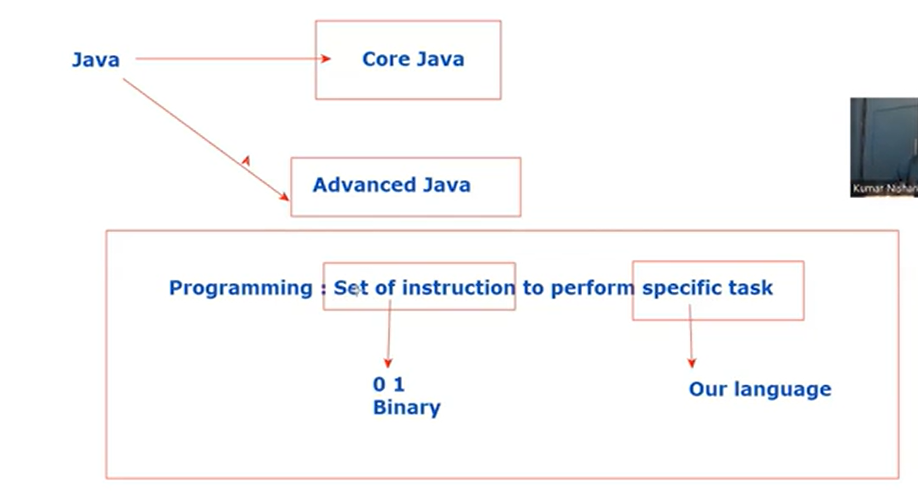 Java
Core Java
Advanced Java
Programming : Set of instruction to perform specific task
0 1
Binary
Our language
Kumar